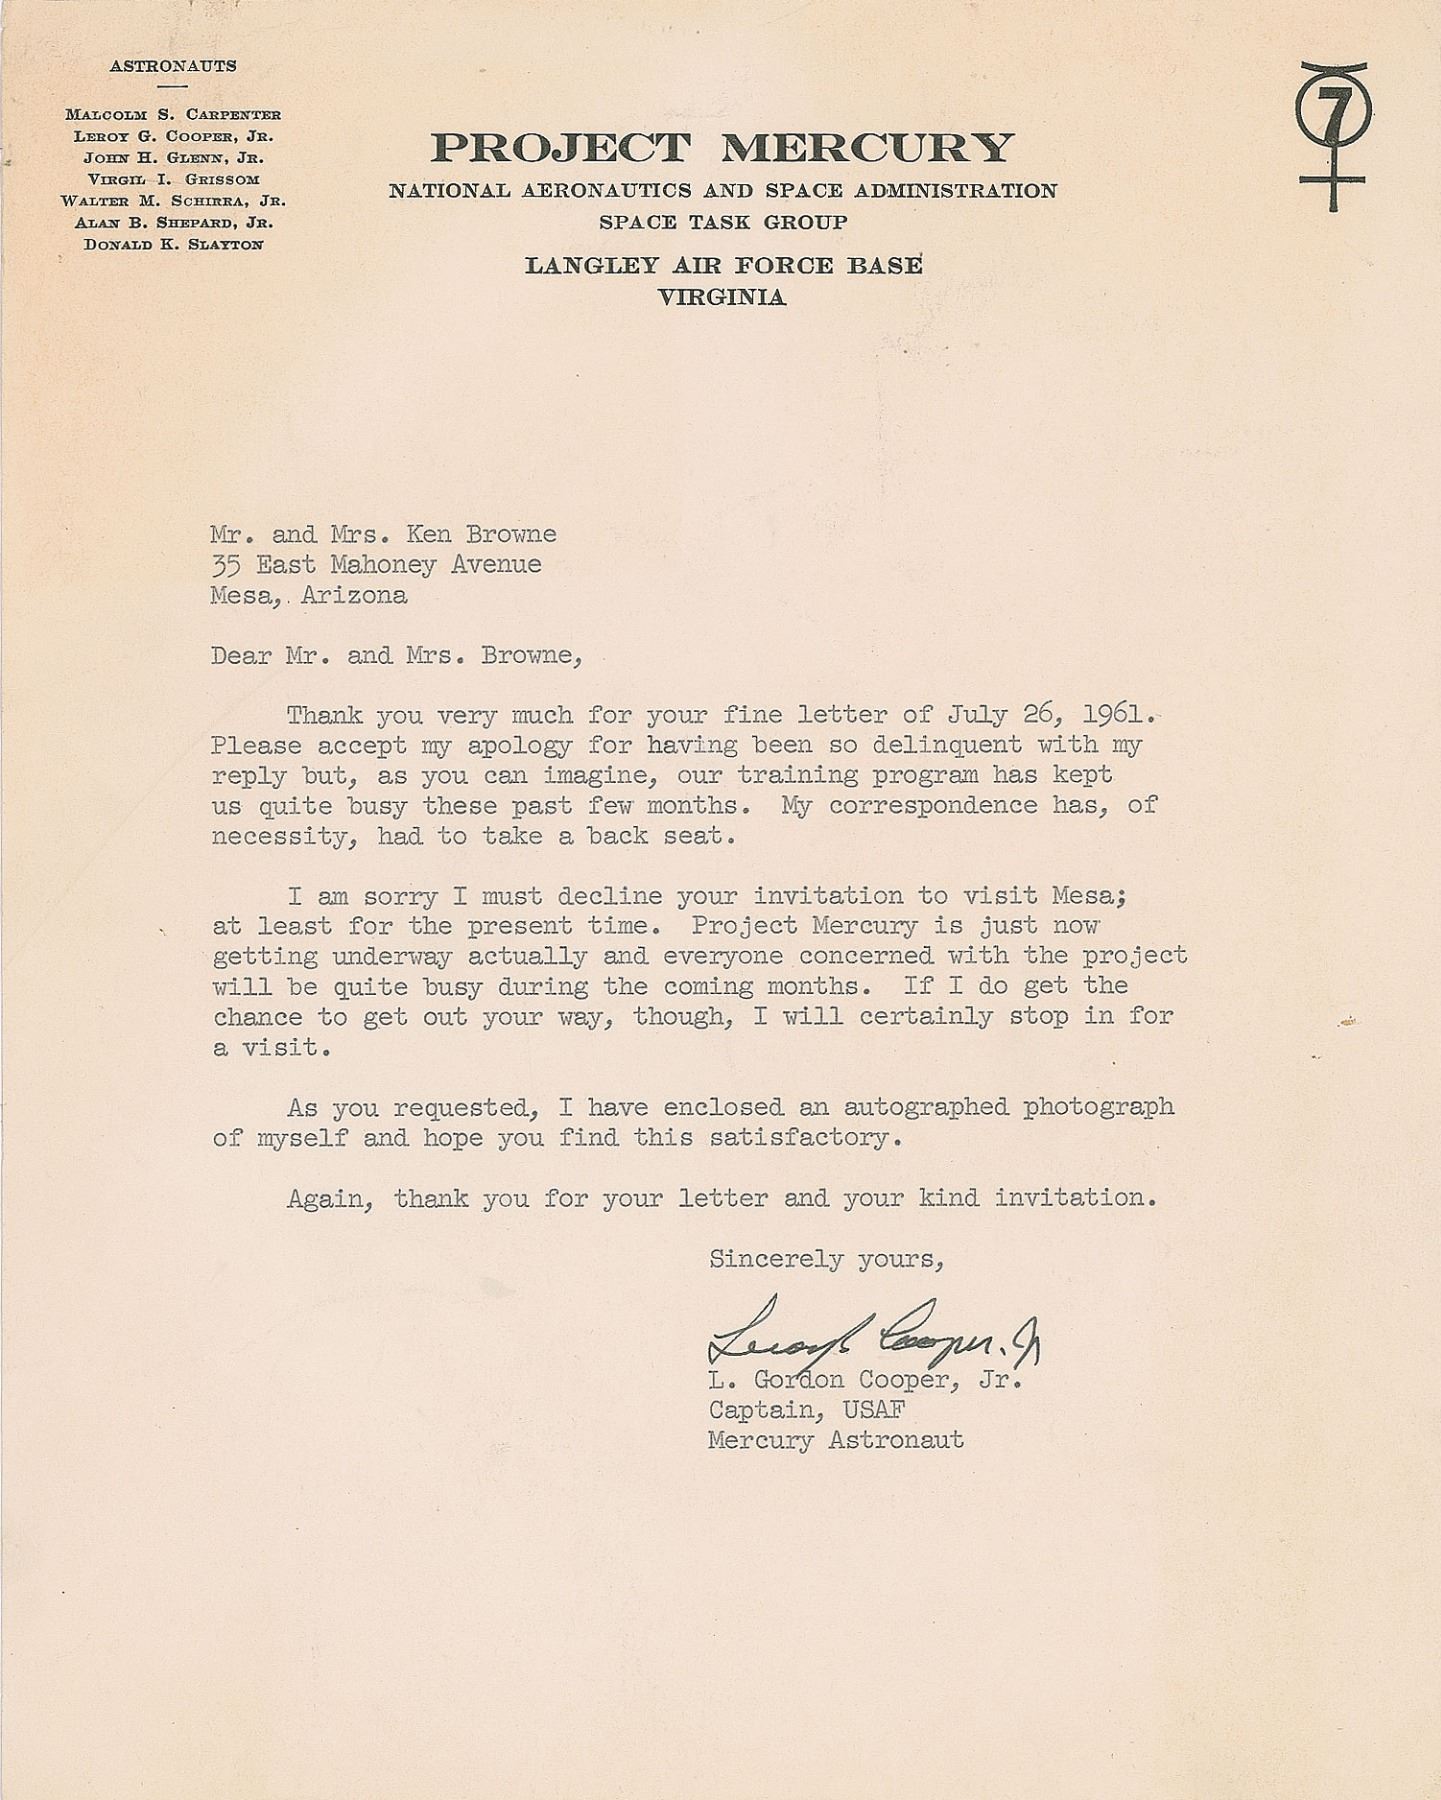 ASTRONAUTS
MALCOLM S. CARPENTER
LEROY G. COOPER, JR.
JOHN H. GLENN, JR.
VIRGIL I. GRISSOM
WALTER M. SCHIRRA, JR.
ALAN B. SHEPARD, JR.
DONALD K. SLAYTON
7
PROJECT MERCURY
NATIONAL AERONAUTICS AND SPACE ADMINISTRATION
SPACE TASK GROUP
LANGLEY AIR FORCE BASE
VIRGINIA
Mr. and Mrs. Ken Browne
35 East Mahoney Avenue
Mesa, Arizona
Dear Mr. and Mrs. Browne,
Thank you very much for your fine letter of July 26, 1961.
Please accept my apology for having been so delinquent with my
reply but, as you can imagine, our training program has kept
us quite busy these past few months. My correspondence has, of
necessity, had to take a back seat.
I am sorry I must decline your invitation to visit Mesa;
at least for the present time. Project Mercury is just now
getting underway actually and everyone concerned with the project
will be quite busy during the coming months. If I do get the
chance to get out your way, though, I will certainly stop in for
a visit.
As you requested, I have enclosed an autographed photograph
of myself and hope you find this satisfactory.
Again, thank you for your letter and your kind invitation.
Sincerely yours,
Leroy G Cooper, Jr
L. Gordon Cooper, Jr.
Captain, USAF
Mercury Astronaut